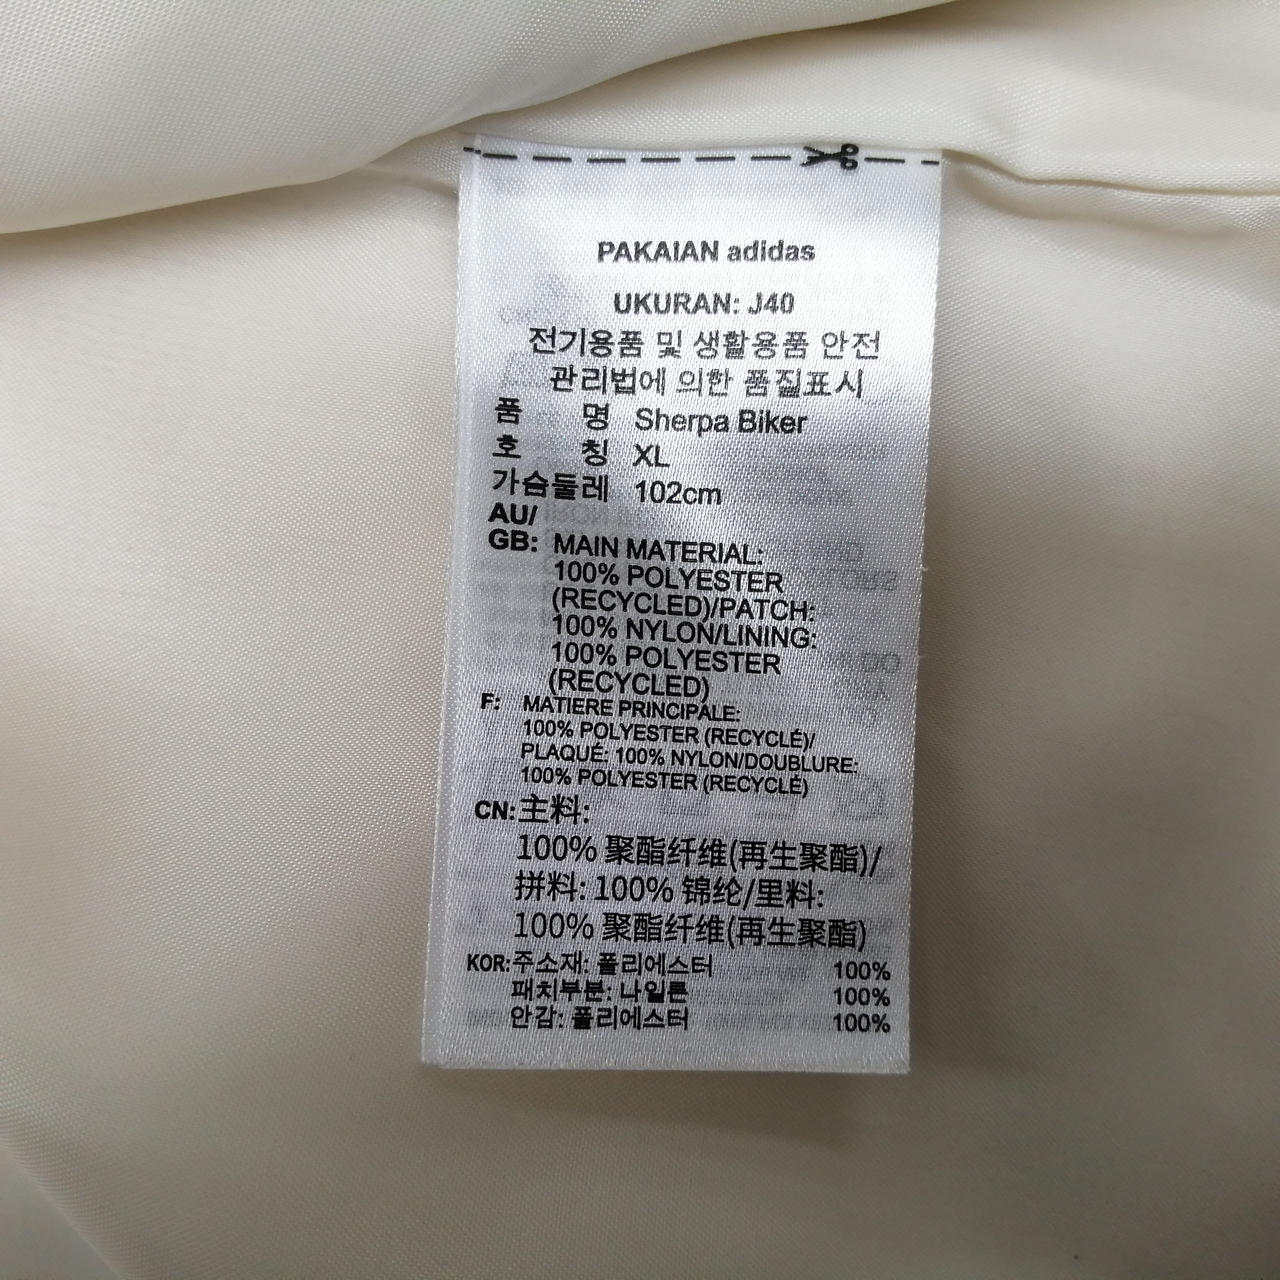 PAKAIAN adidas
UKURAN: J40
전기용품 및 생활용품 안전
관리법에 의한 품질표시
품 명 Sherpa Biker
호 칭 XL
가슴둘레 102cm
AU/
GB: MAIN MATERIAL:
100% POLYESTER
(RECYCLED)/PATCH:
100% NYLON/LINING:
100% POLYESTER
(RECYCLED)
F: MATIERE PRINCIPALE:
100% POLYESTER (RECYCLÉ)/
PLAQUÉ: 100% NYLON/DOUBLURE:
100% POLYESTER (RECYCLÉ)
CN:主料:
100% 聚酯纤维(再生聚酯)/
拼料: 100% 锦纶/里料:
100% 聚酯纤维(再生聚酯)
KOR:주소재: 폴리에스터 100%
패치부분: 나일론 100%
안감: 폴리에스터 100%